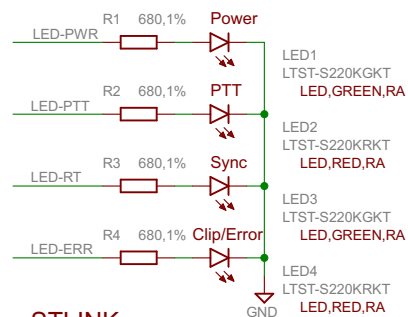 R1 680,1% Power
LED-PWR
LED1
LTST-S220KGKT
LED,GREEN,RA
R2 680,1% PTT
LED-PTT
LED2
LTST-S220KRKT
LED,RED,RA
R3 680,1% Sync
LED-RT
LED3
LTST-S220KGKT
LED,GREEN,RA
R4 680,1% Clip/Error
LED-ERR
LED4
LTST-S220KRKT
LED,RED,RA
GND
STLINK